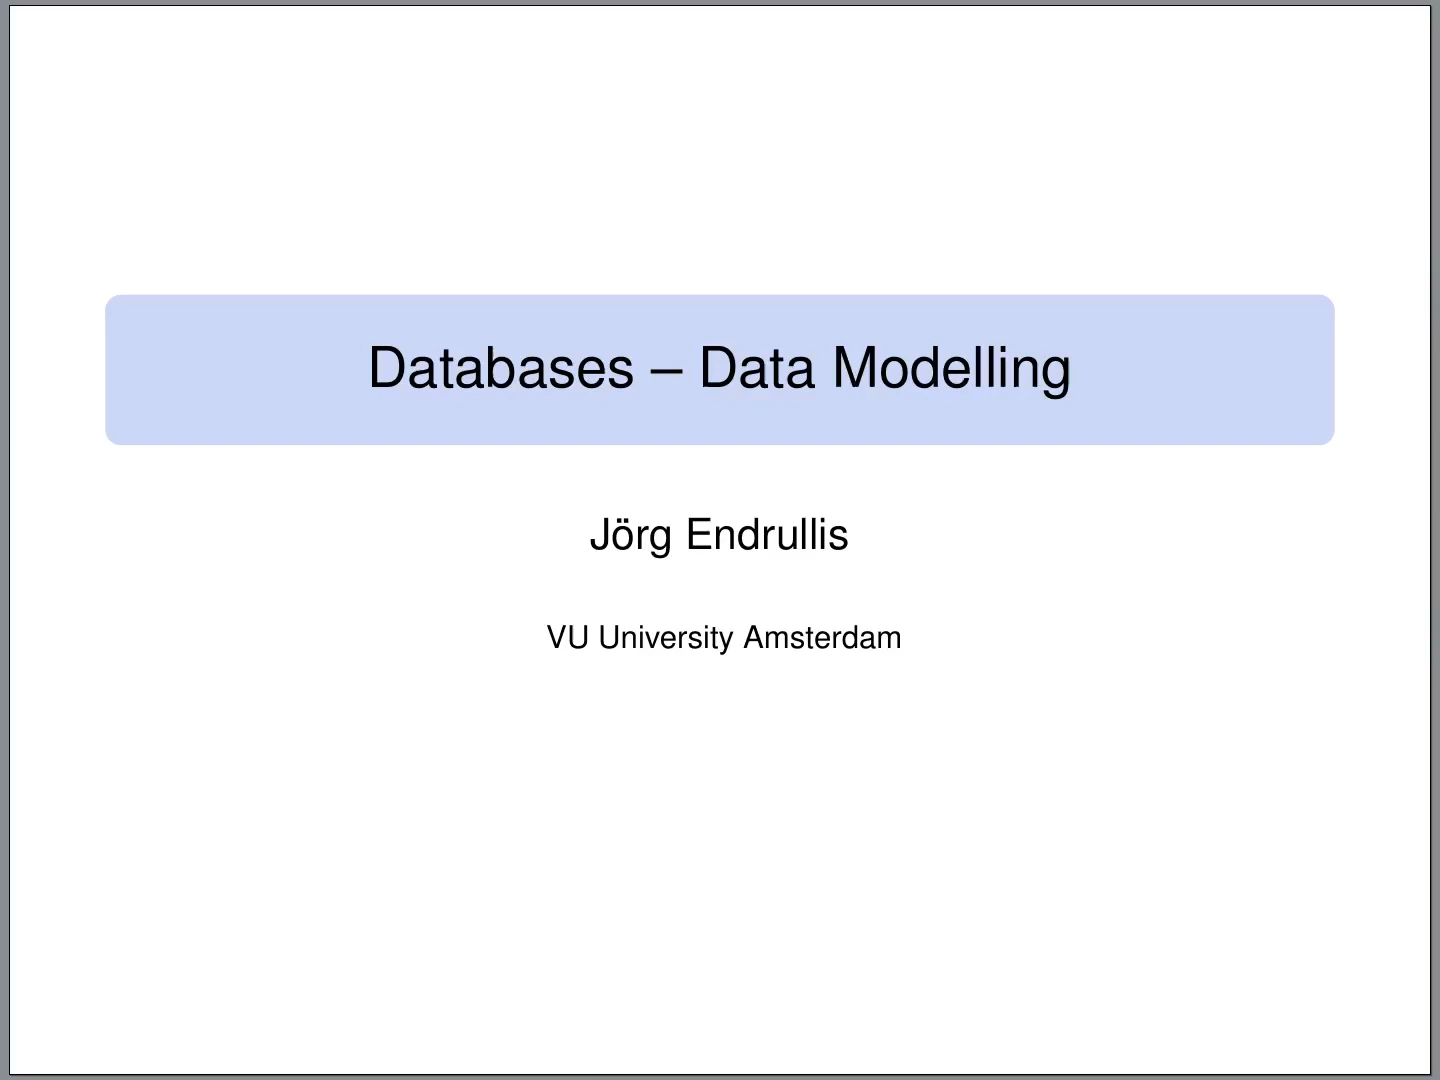 Databases – Data Modelling
Jörg Endrullis
VU University Amsterdam